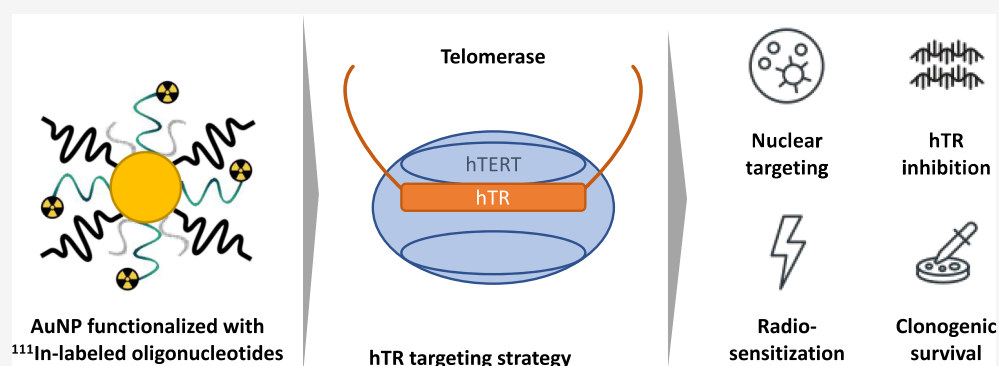 Telomerase
hTERT
hTR
AuNP functionalized with
¹¹¹In-labeled oligonucleotides
hTR targeting strategy
Nuclear
targeting
hTR
inhibition
Radio-
sensitization
Clonogenic
survival